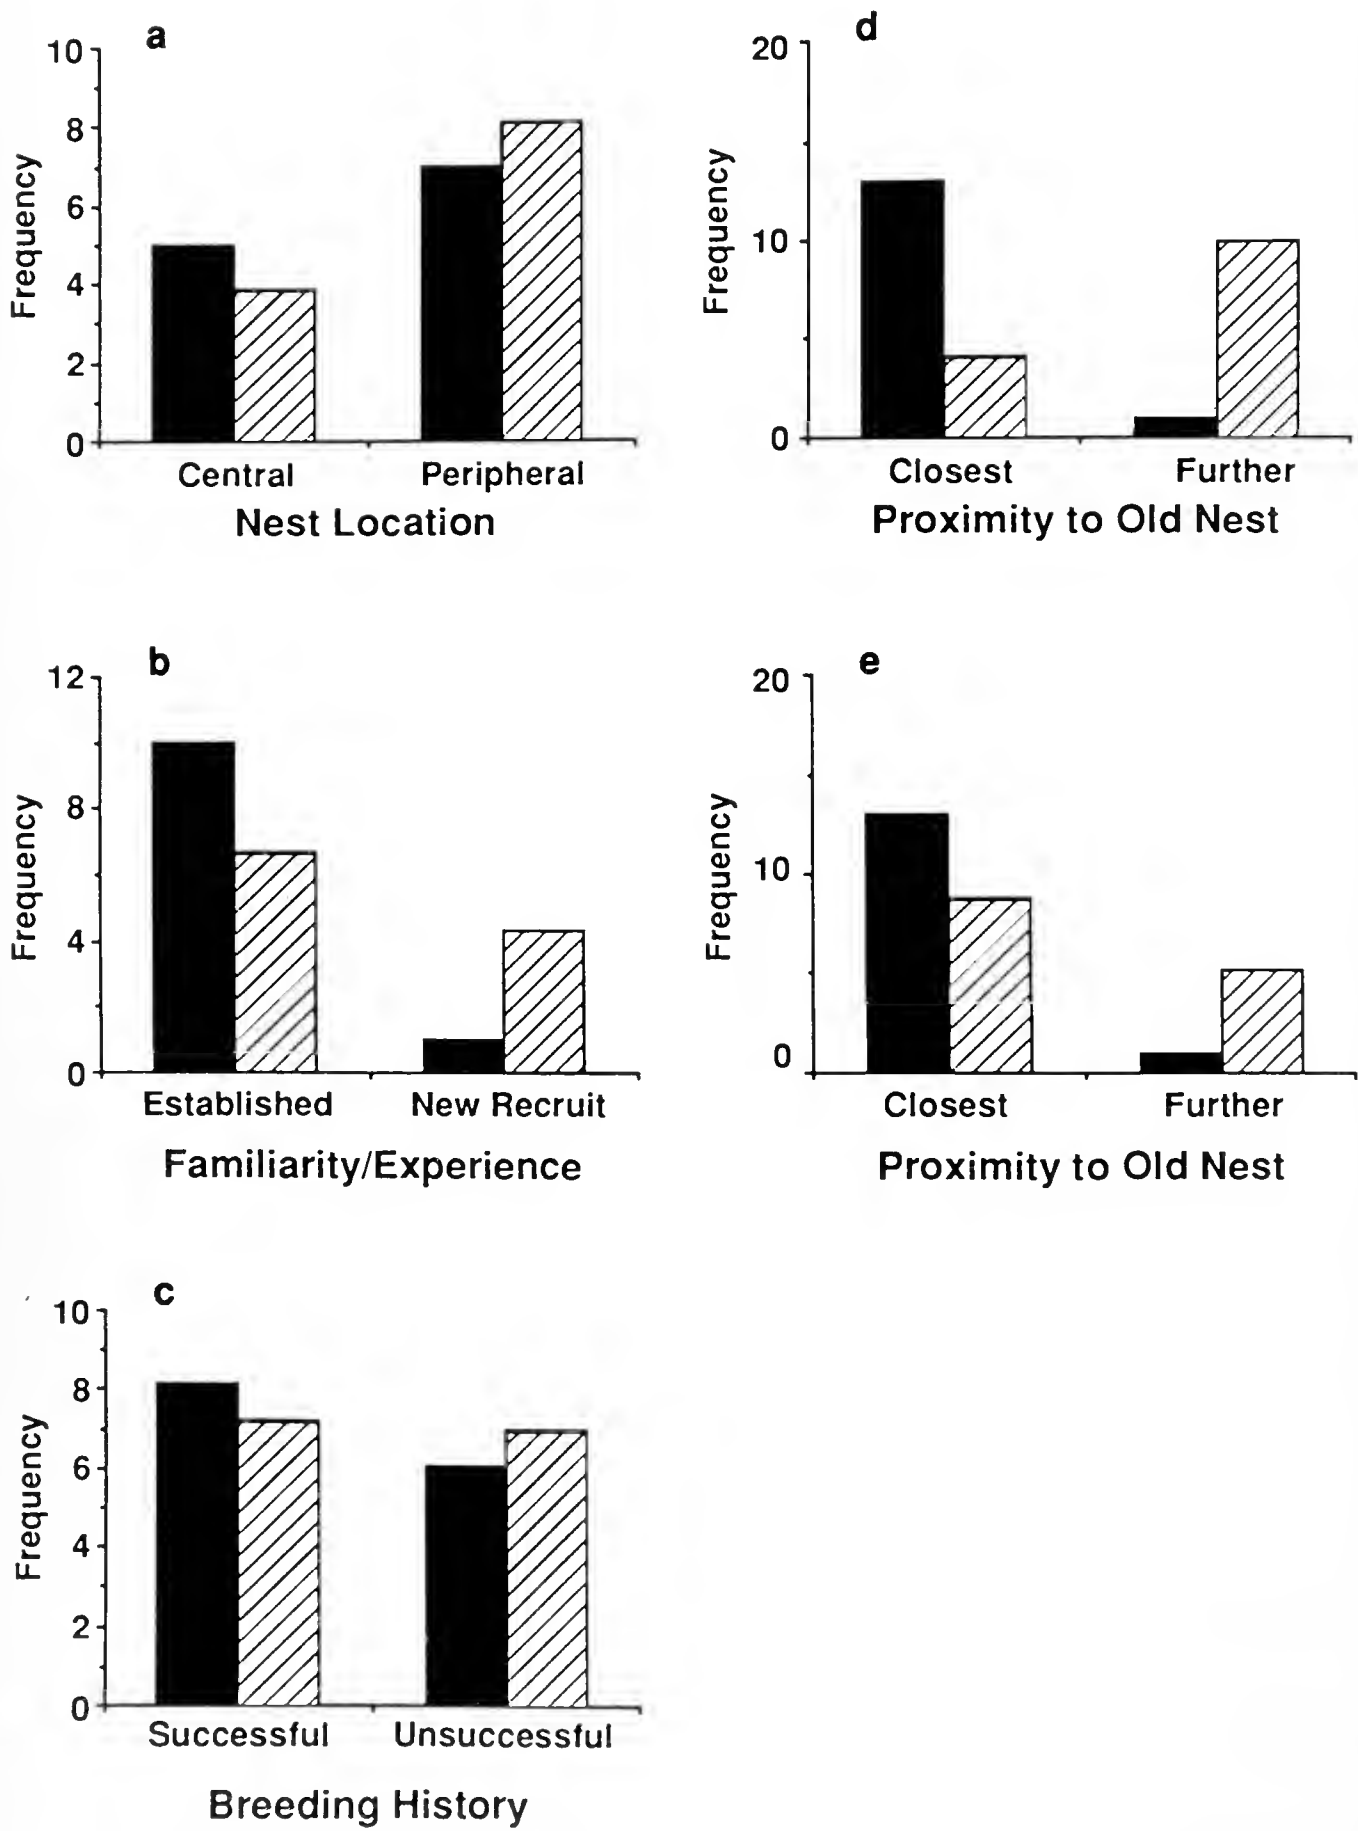 a
10
8
6
4
2
0
Frequency
Central Peripheral
Nest Location
d
20
10
0
Frequency
Closest Further
Proximity to Old Nest
b
12
8
4
0
Frequency
Established New Recruit
Familiarity/Experience
e
20
10
0
Frequency
Closest Further
Proximity to Old Nest
c
10
8
6
4
2
0
Frequency
Successful Unsuccessful
Breeding History